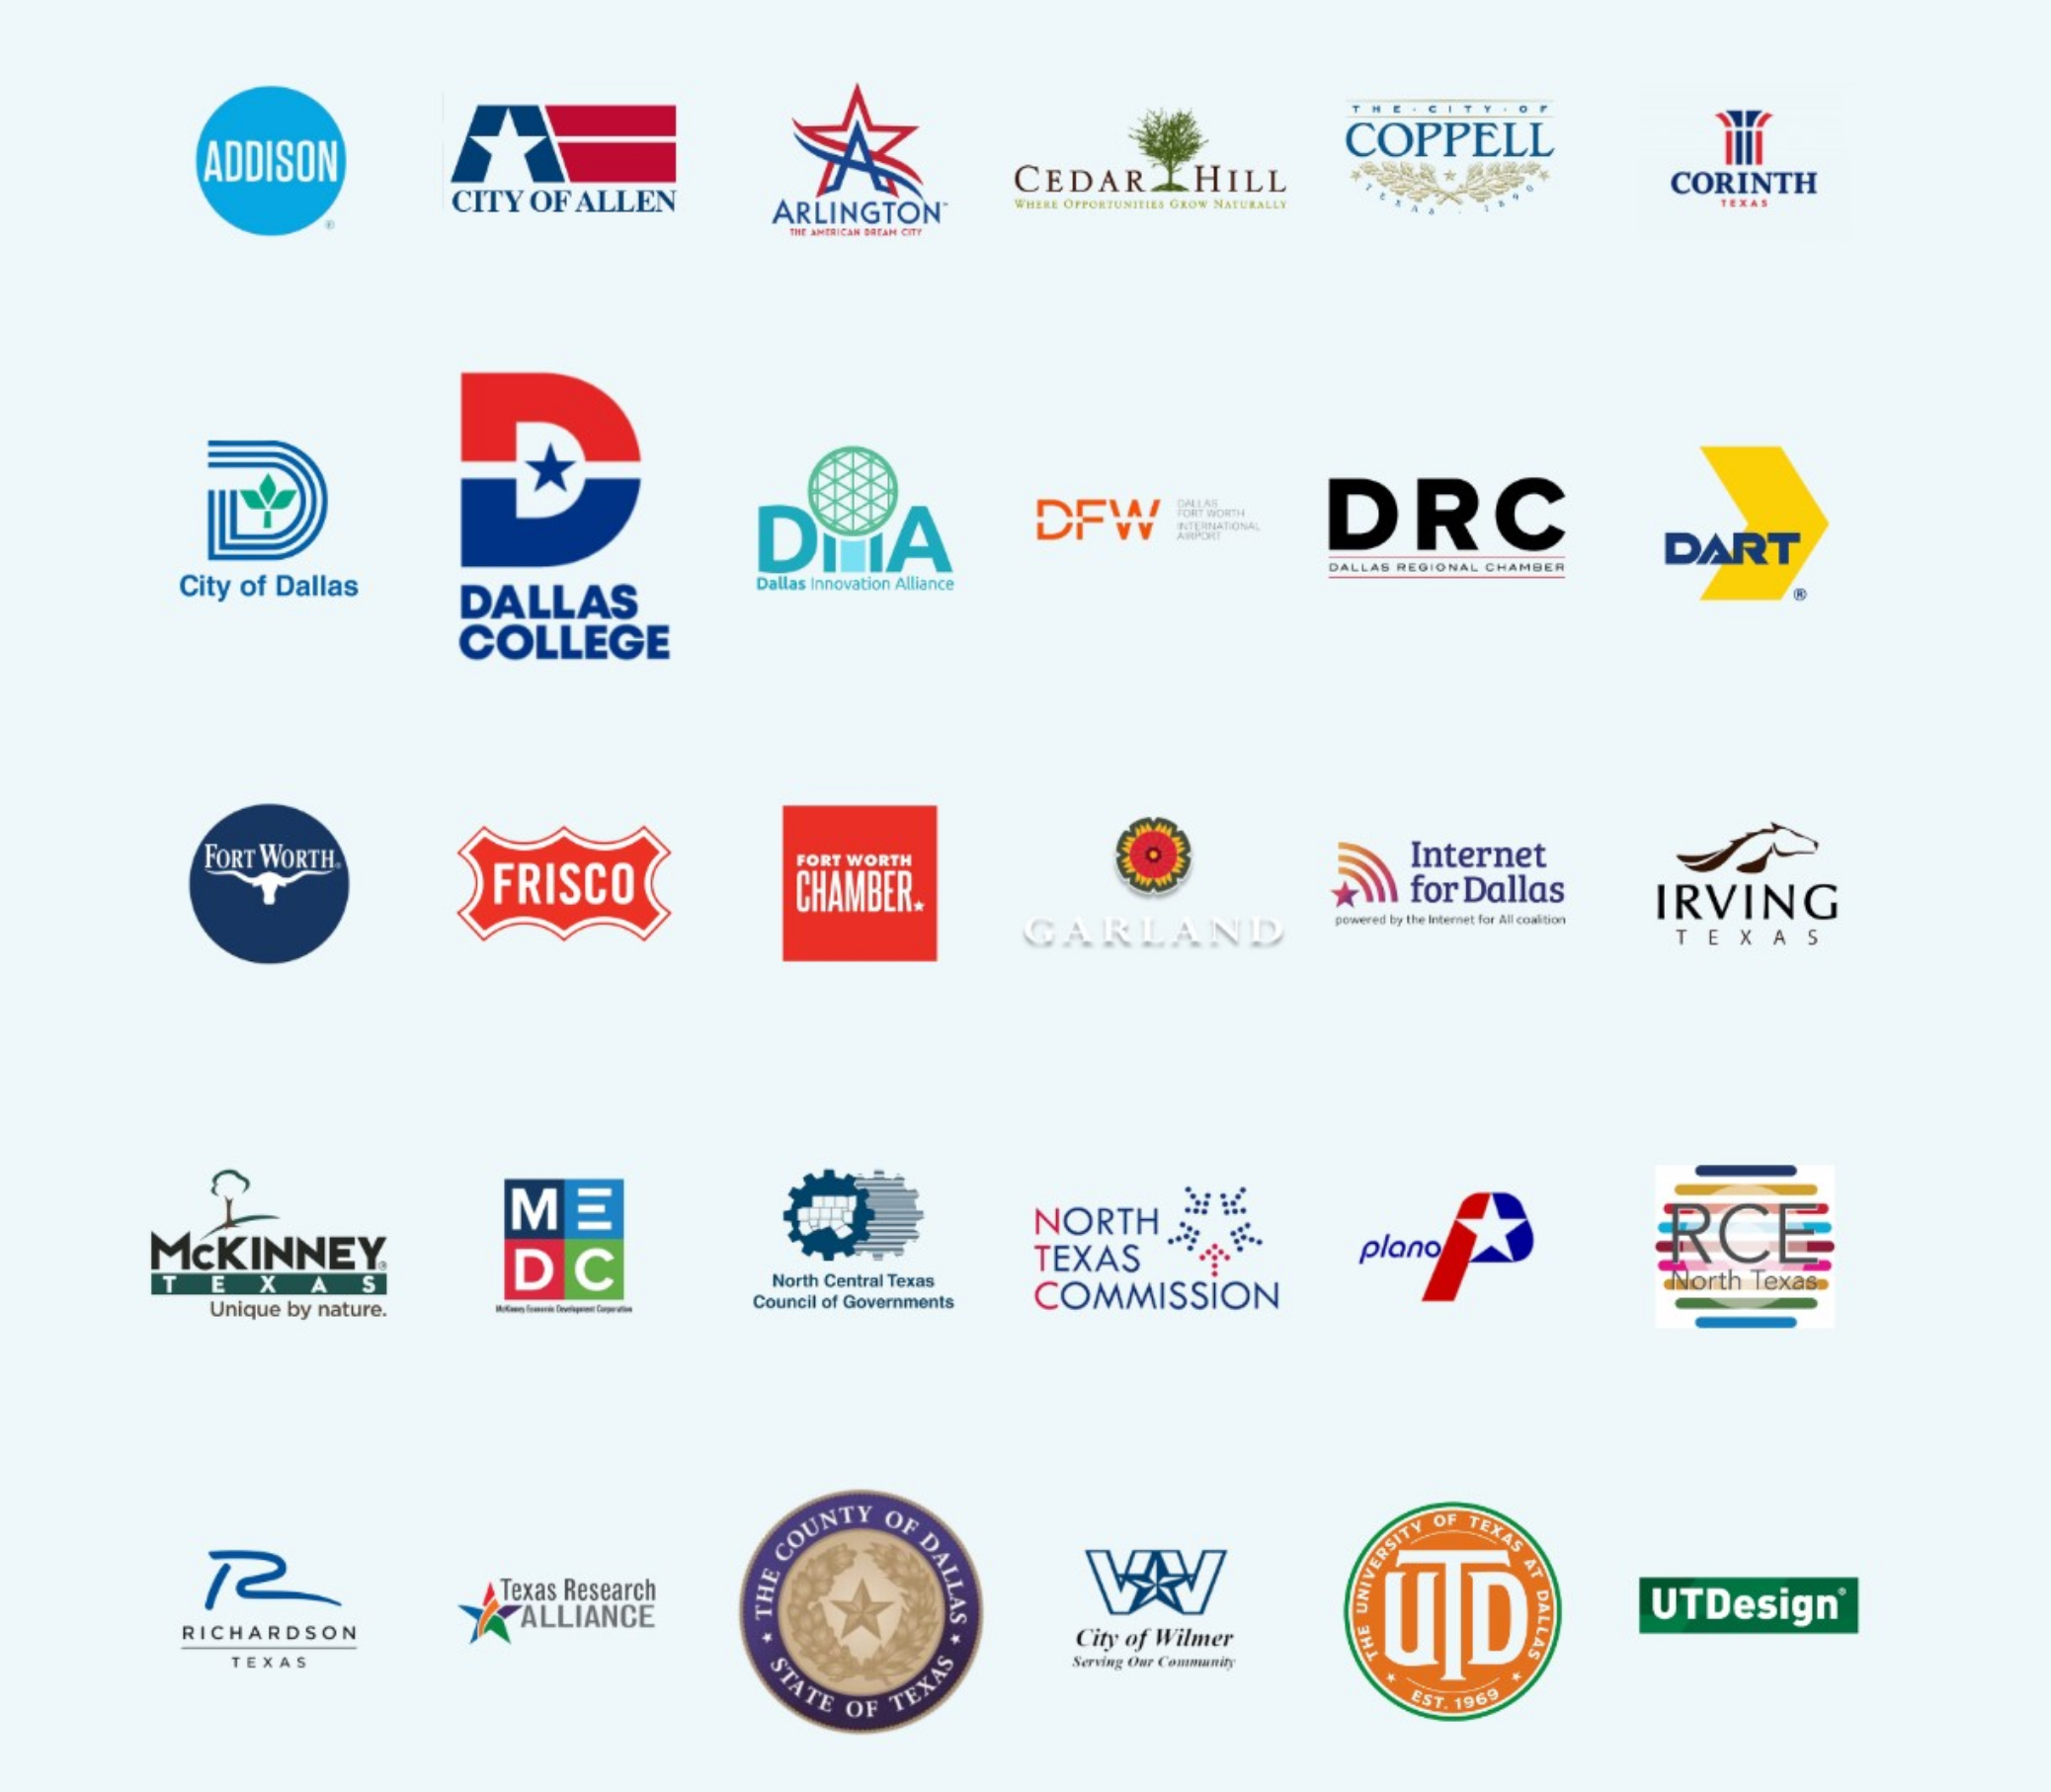 ADDISON
®
CITY OF ALLEN
ARLINGTON™
THE AMERICAN DREAM CITY
CEDAR HILL
WHERE OPPORTUNITIES GROW NATURALLY
THE · CITY · OF
COPPELL
TEXAS · 1890
CORINTH
TEXAS
City of Dallas
DALLAS
COLLEGE
DIIA
Dallas Innovation Alliance
DFW
DALLAS
FORT WORTH
INTERNATIONAL
AIRPORT
DRC
DALLAS REGIONAL CHAMBER
DART
®
FORT WORTH®
FRISCO
FORT WORTH
CHAMBER
GARLAND
Internet
for Dallas
powered by the Internet for All coalition
IRVING
TEXAS
McKINNEY®
TEXAS
Unique by nature.
ME
DC
McKinney Economic Development Corporation
North Central Texas
Council of Governments
NORTH
TEXAS
COMMISSION
plano
RCE
North Texas
RICHARDSON
TEXAS
Texas Research
ALLIANCE
THE COUNTY OF DALLAS
STATE OF TEXAS
W
City of Wilmer
Serving Our Community
THE UNIVERSITY OF TEXAS AT DALLAS
UTD
EST. 1969
UTDesign®